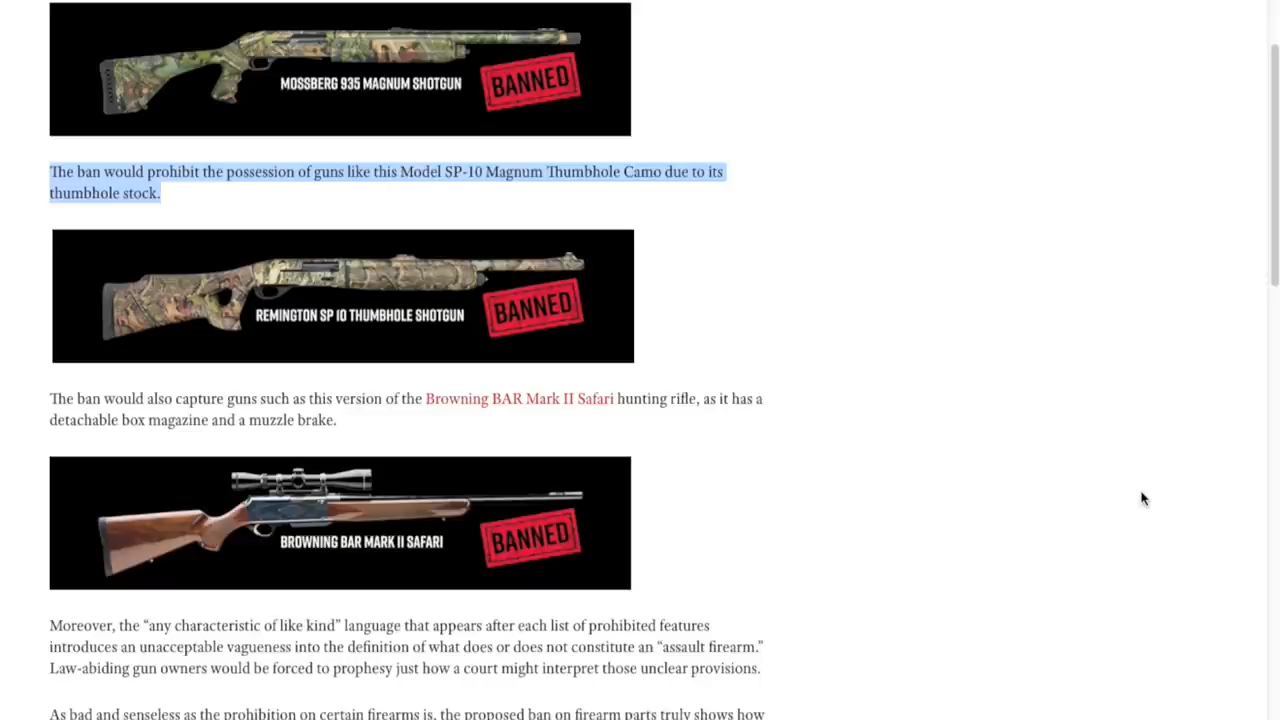 MOSSBERG 935 MAGNUM SHOTGUN
BANNED
The ban would prohibit the possession of guns like this Model SP-10 Magnum Thumbhole Camo due to its
thumbhole stock.
REMINGTON SP 10 THUMBHOLE SHOTGUN
BANNED
The ban would also capture guns such as this version of the Browning BAR Mark II Safari hunting rifle, as it has a
detachable box magazine and a muzzle brake.
BROWNING BAR MARK II SAFARI
BANNED
Moreover, the “any characteristic of like kind” language that appears after each list of prohibited features
introduces an unacceptable vagueness into the definition of what does or does not constitute an “assault firearm.”
Law-abiding gun owners would be forced to prophesy just how a court might interpret those unclear provisions.
As bad and senseless as the prohibition on certain firearms is, the proposed ban on firearm parts truly shows how